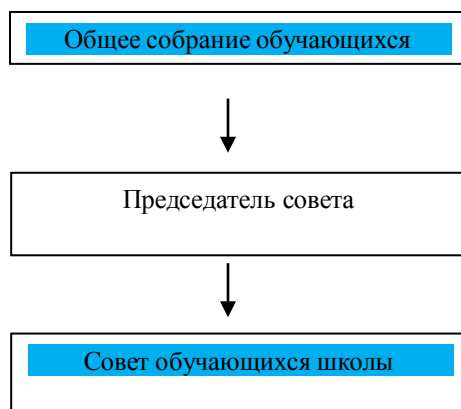 Общее собрание обучающихся
Председатель совета
Совет обучающихся школы